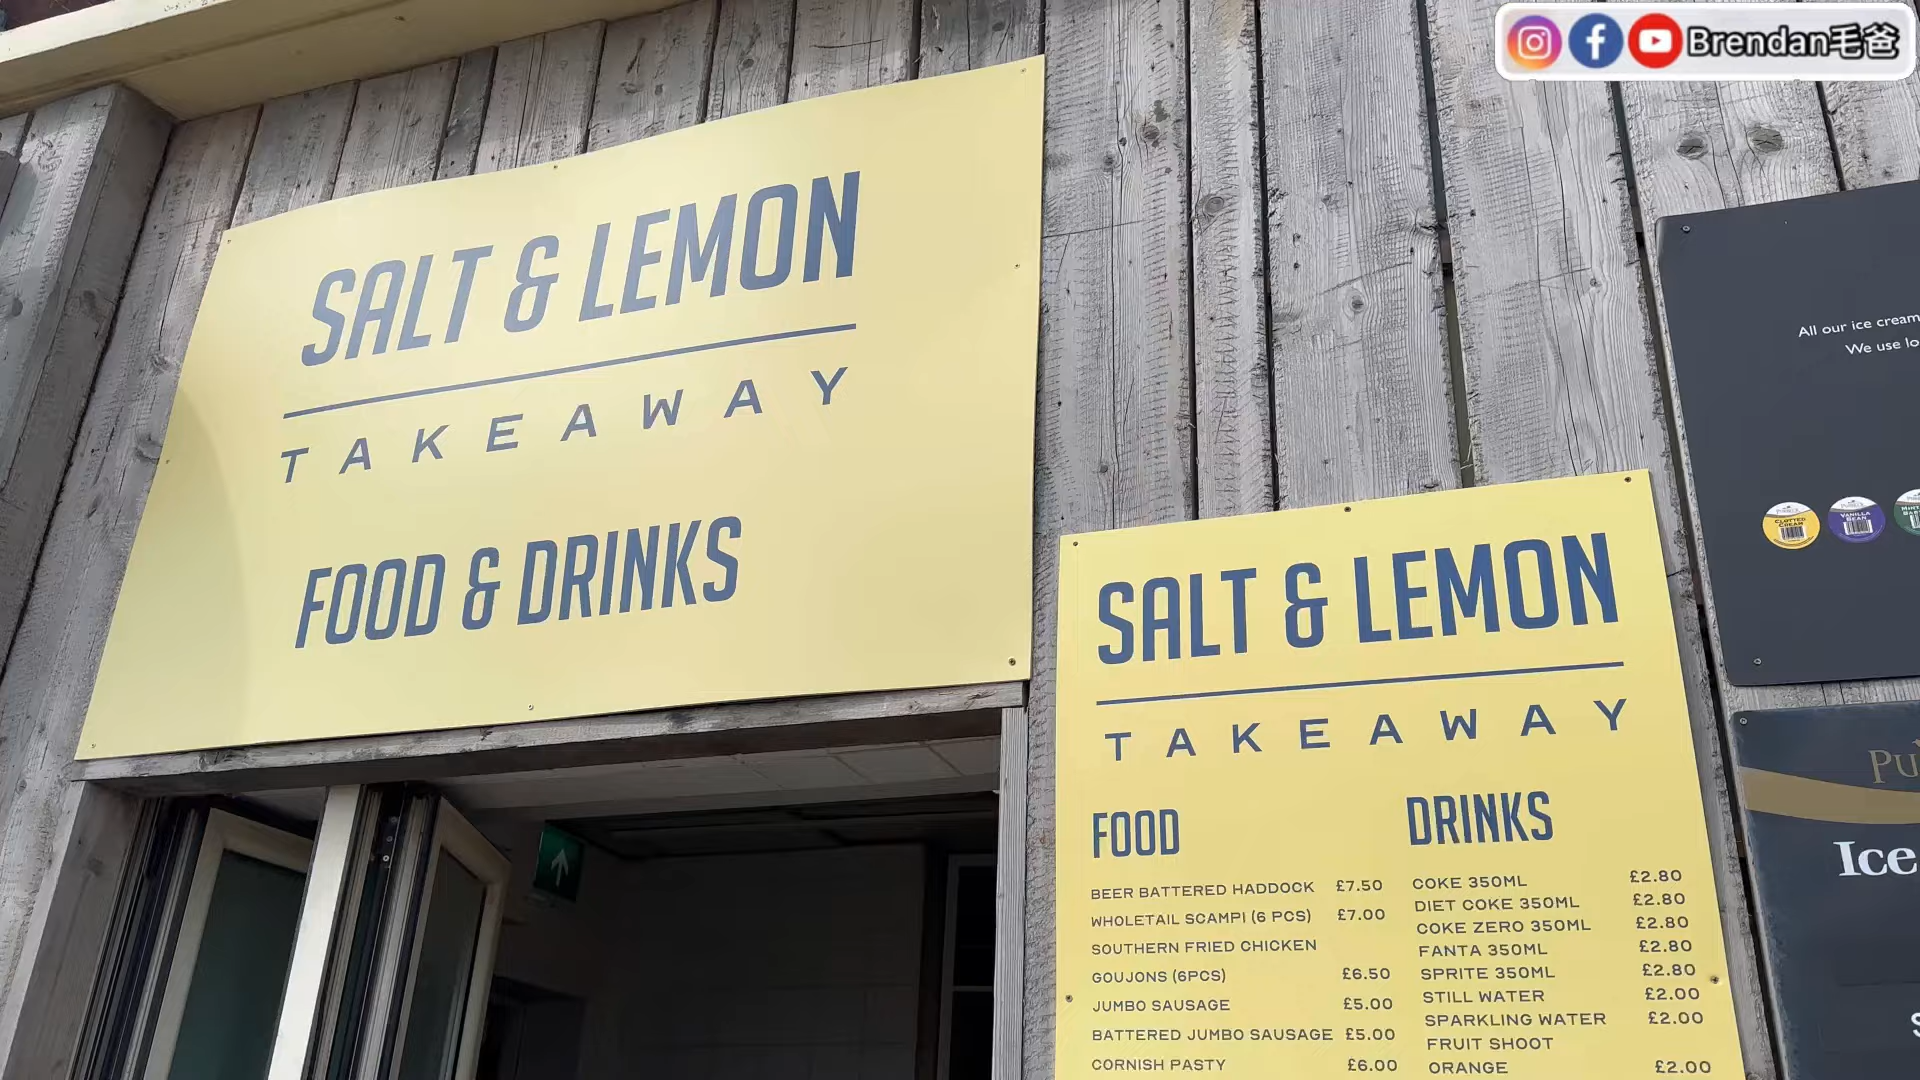 Brendan毛爸
SALT & LEMON
TAKEAWAY
FOOD & DRINKS
All our ice cream
We use
CLOTTED CREAM
VANILLA BEAN
SALT & LEMON
TAKEAWAY
FOOD
BEER BATTERED HADDOCK £7.50
WHOLETAIL SCAMPI (6 PCS) £7.00
SOUTHERN FRIED CHICKEN
GOUJONS (6PCS) £6.50
JUMBO SAUSAGE £5.00
BATTERED JUMBO SAUSAGE £5.00
CORNISH PASTY £6.00
DRINKS
COKE 350ML £2.80
DIET COKE 350ML £2.80
COKE ZERO 350ML £2.80
FANTA 350ML £2.80
SPRITE 350ML £2.80
STILL WATER £2.00
SPARKLING WATER £2.00
FRUIT SHOOT
ORANGE £2.00
Ice